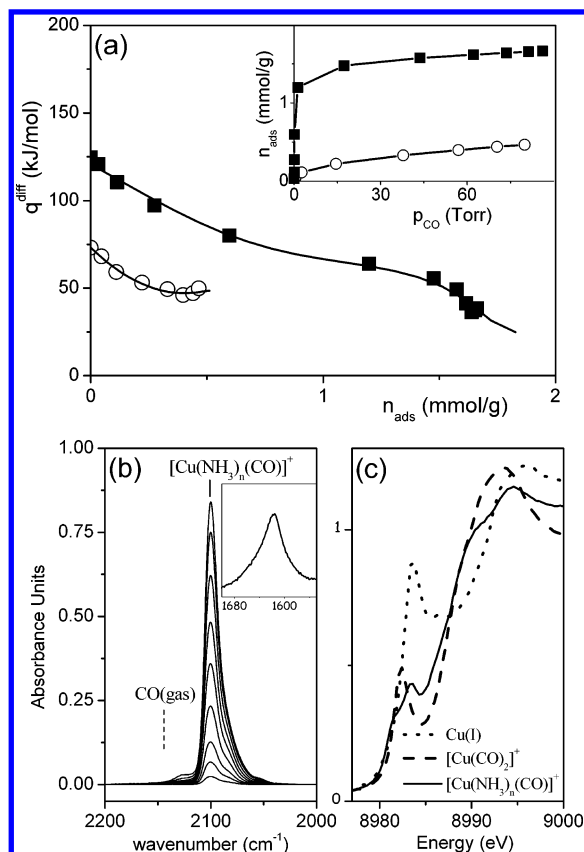 (a)
200
150
100
50
0
q^diff (kJ/mol)
0
1
2
n_ads (mmol/g)
n_ads (mmol/g)
1
0
0
30
60
90
p_CO (Torr)
(b)
[Cu(NH₃)ₙ(CO)]⁺
1.00
0.75
0.50
0.25
0.00
Absorbance Units
CO(gas)
1680
1600
2200
2100
2000
wavenumber (cm⁻¹)
(c)
1
0
Cu(I)
[Cu(CO)₂]⁺
[Cu(NH₃)ₙ(CO)]⁺
8980
8990
9000
Energy (eV)